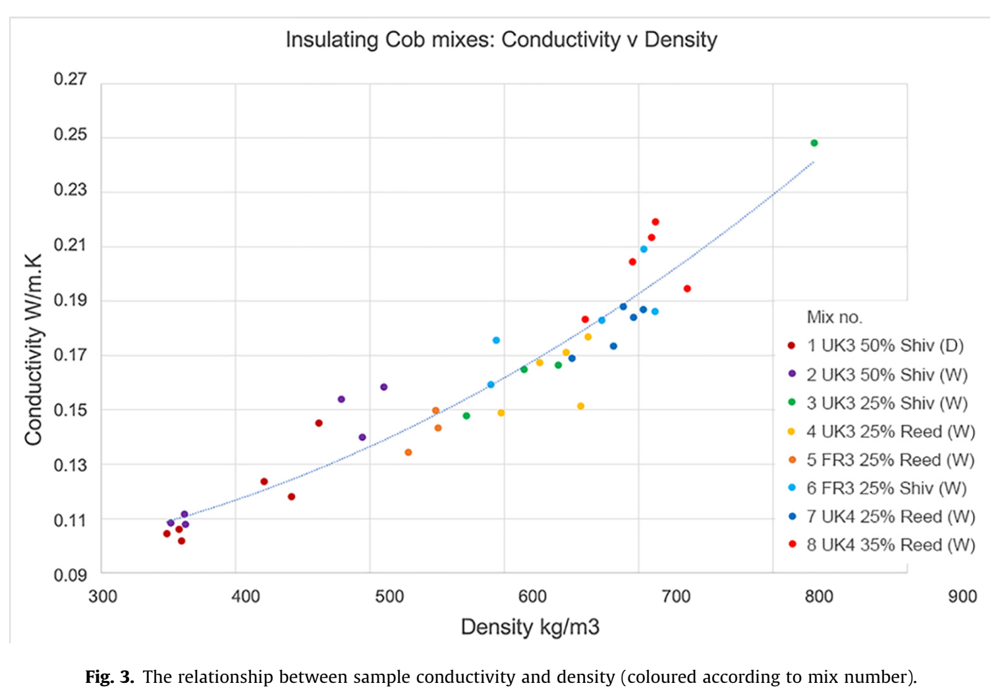 Insulating Cob mixes: Conductivity v Density
0.27
0.25
0.23
0.21
0.19
0.17
0.15
0.13
0.11
0.09
Conductivity W/m.K
Mix no.
1 UK3 50% Shiv (D)
2 UK3 50% Shiv (W)
3 UK3 25% Shiv (W)
4 UK3 25% Reed (W)
5 FR3 25% Reed (W)
6 FR3 25% Shiv (W)
7 UK4 25% Reed (W)
8 UK4 35% Reed (W)
300 400 500 600 700 800 900
Density kg/m3
Fig. 3. The relationship between sample conductivity and density (coloured according to mix number).